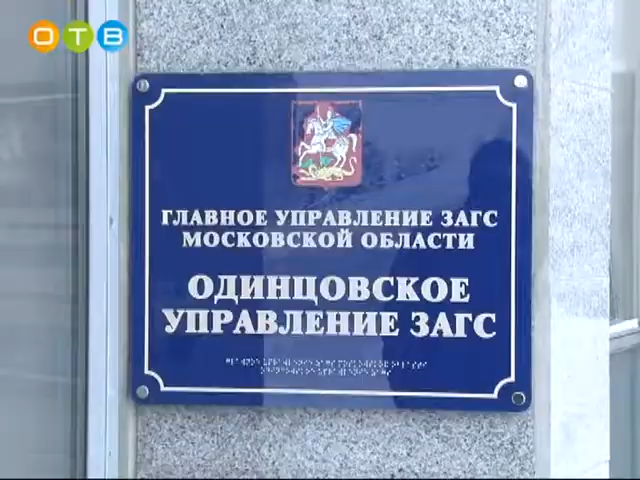 ОТВ
ГЛАВНОЕ УПРАВЛЕНИЕ ЗАГС
МОСКОВСКОЙ ОБЛАСТИ
ОДИНЦОВСКОЕ
УПРАВЛЕНИЕ ЗАГС